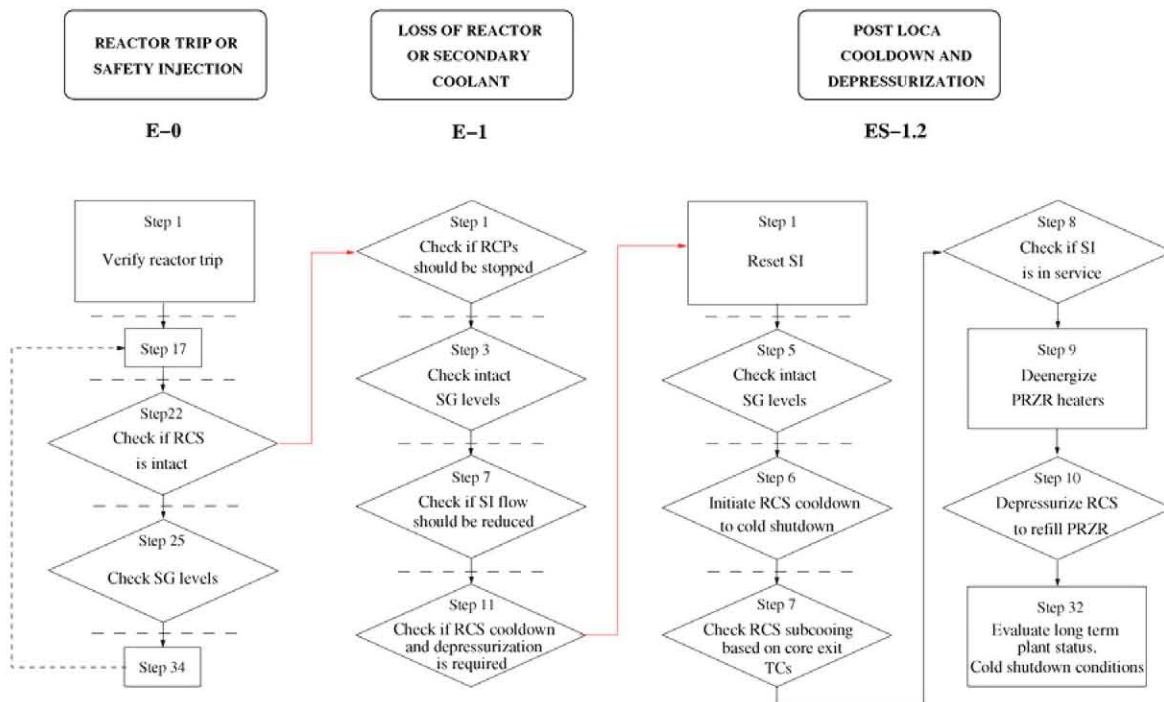 REACTOR TRIP OR
SAFETY INJECTION
E–0
LOSS OF REACTOR
OR SECONDARY
COOLANT
E–1
POST LOCA
COOLDOWN AND
DEPRESSURIZATION
ES–1.2
Step 1
Verify reactor trip
Step 17
Step22
Check if RCS
is intact
Step 25
Check SG levels
Step 34
Step 1
Check if RCPs
should be stopped
Step 3
Check intact
SG levels
Step 7
Check if SI flow
should be reduced
Step 11
Check if RCS cooldown
and depressurization
is required
Step 1
Reset SI
Step 5
Check intact
SG levels
Step 6
Initiate RCS cooldown
to cold shutdown
Step 7
Check RCS subcooing
based on core exit
TCs
Step 8
Check if SI
is in service
Step 9
Deenergize
PRZR heaters
Step 10
Depressurize RCS
to refill PRZR
Step 32
Evaluate long term
plant status,
Cold shutdown conditions